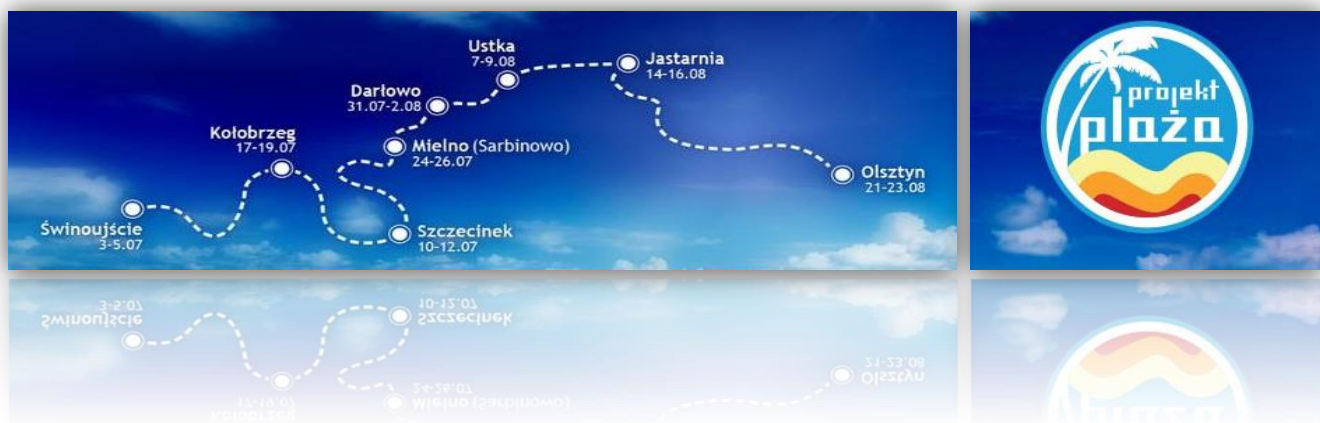 Ustka
7-9.08
Jastarnia
14-16.08
Darłowo
31.07-2.08
Kołobrzeg
17-19.07
Mielno (Sarbinowo)
24-26.07
Olsztyn
21-23.08
Świnoujście
3-5.07
Szczecinek
10-12.07
projekt
plaża